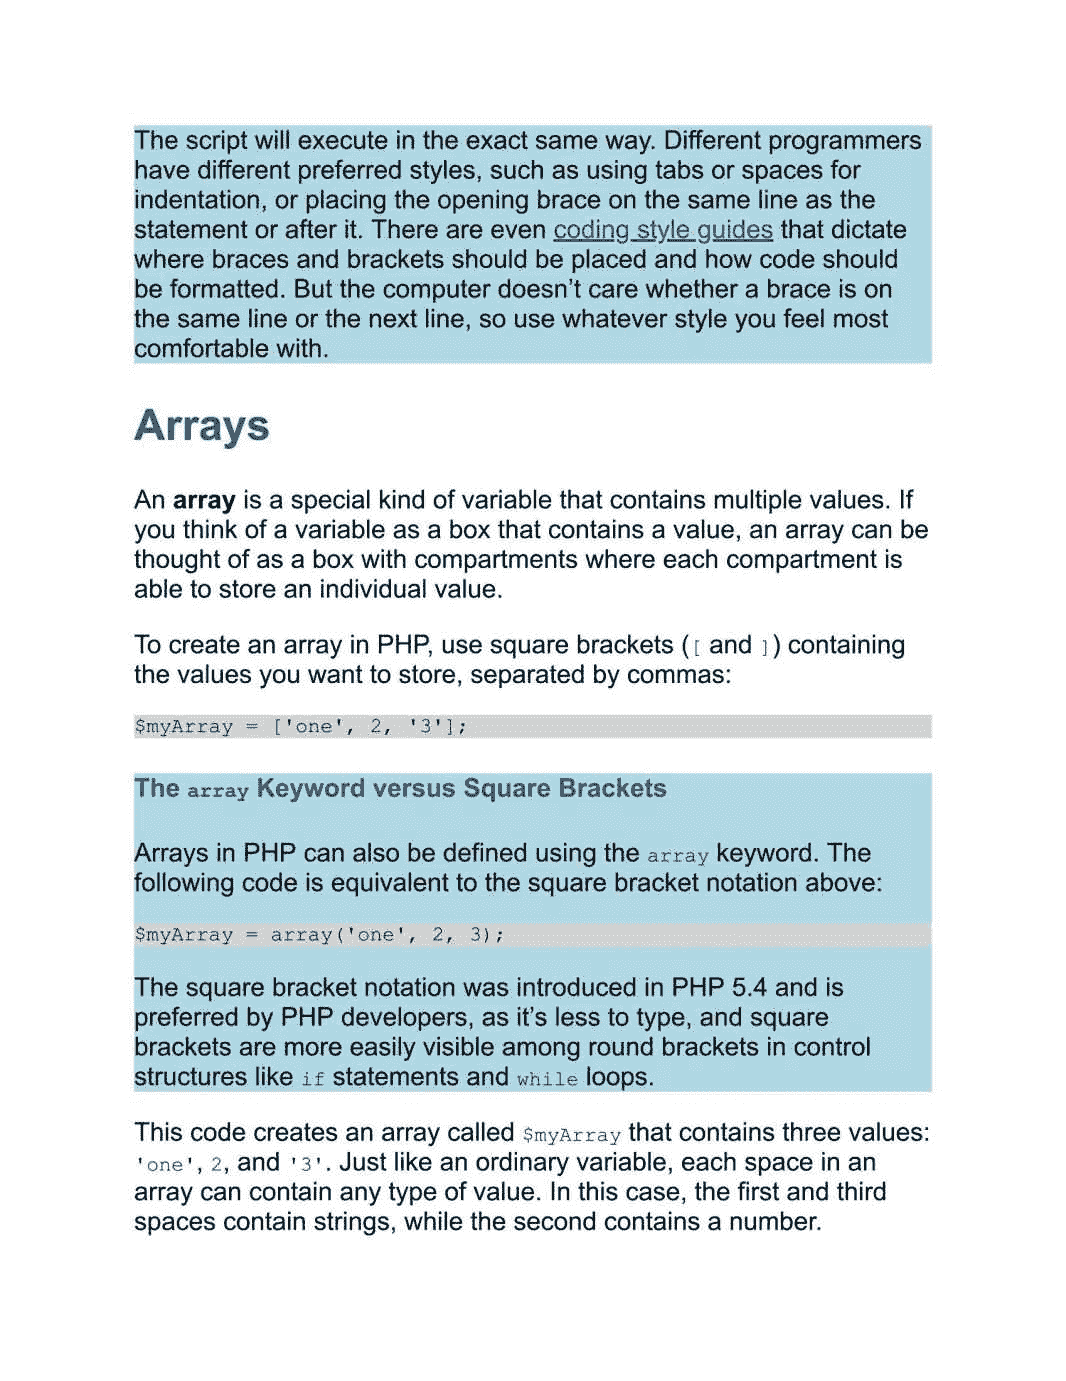 The script will execute in the exact same way. Different programmers
have different preferred styles, such as using tabs or spaces for
indentation, or placing the opening brace on the same line as the
statement or after it. There are even coding style guides that dictate
where braces and brackets should be placed and how code should
be formatted. But the computer doesn’t care whether a brace is on
the same line or the next line, so use whatever style you feel most
comfortable with.
Arrays
An array is a special kind of variable that contains multiple values. If
you think of a variable as a box that contains a value, an array can be
thought of as a box with compartments where each compartment is
able to store an individual value.
To create an array in PHP, use square brackets ([ and ]) containing
the values you want to store, separated by commas:
$myArray = ['one', 2, '3'];
The array Keyword versus Square Brackets
Arrays in PHP can also be defined using the array keyword. The
following code is equivalent to the square bracket notation above:
$myArray = array('one', 2, 3);
The square bracket notation was introduced in PHP 5.4 and is
preferred by PHP developers, as it’s less to type, and square
brackets are more easily visible among round brackets in control
structures like if statements and while loops.
This code creates an array called $myArray that contains three values:
'one', 2, and '3'. Just like an ordinary variable, each space in an
array can contain any type of value. In this case, the first and third
spaces contain strings, while the second contains a number.